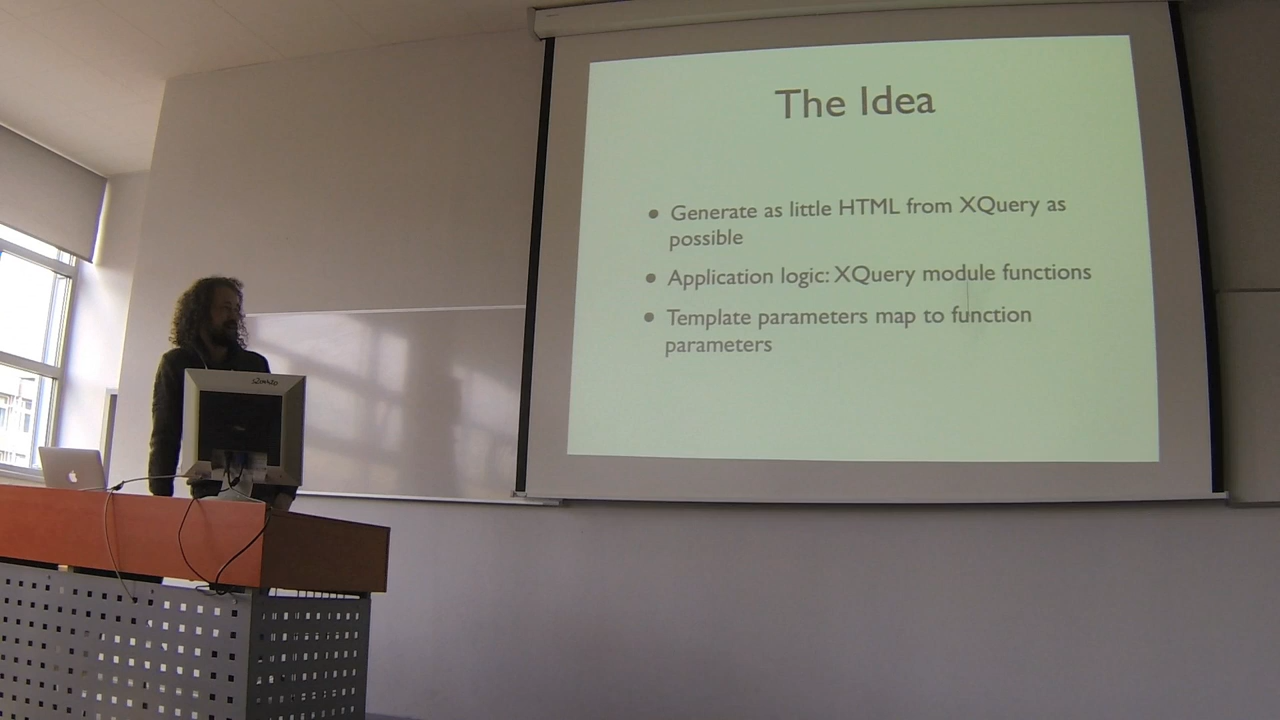 The Idea
Generate as little HTML from XQuery as
possible
Application logic: XQuery module functions
Template parameters map to function
parameters